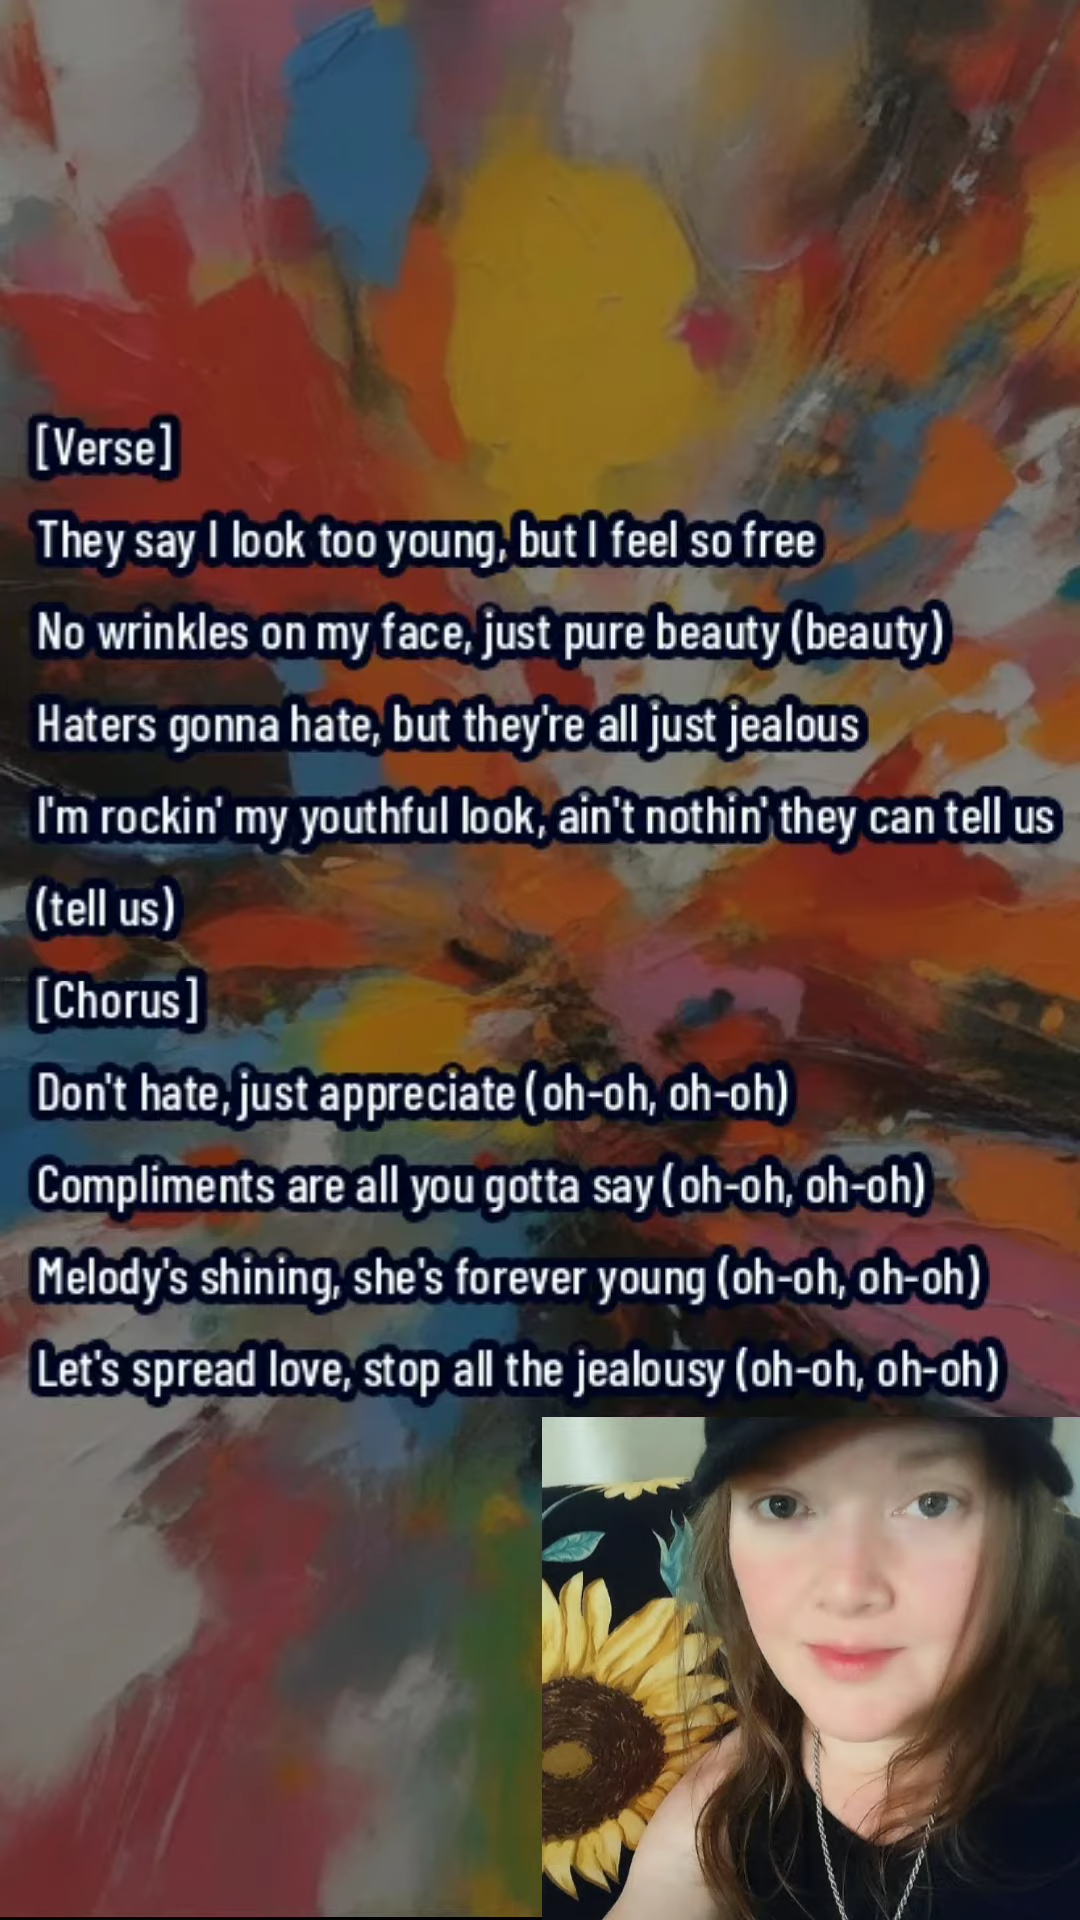 [Verse]
They say I look too young, but I feel so free
No wrinkles on my face, just pure beauty (beauty)
Haters gonna hate, but they're all just jealous
I'm rockin' my youthful look, ain't nothin' they can tell us
(tell us)
[Chorus]
Don't hate, just appreciate (oh-oh, oh-oh)
Compliments are all you gotta say (oh-oh, oh-oh)
Melody's shining, she's forever young (oh-oh, oh-oh)
Let's spread love, stop all the jealousy (oh-oh, oh-oh)